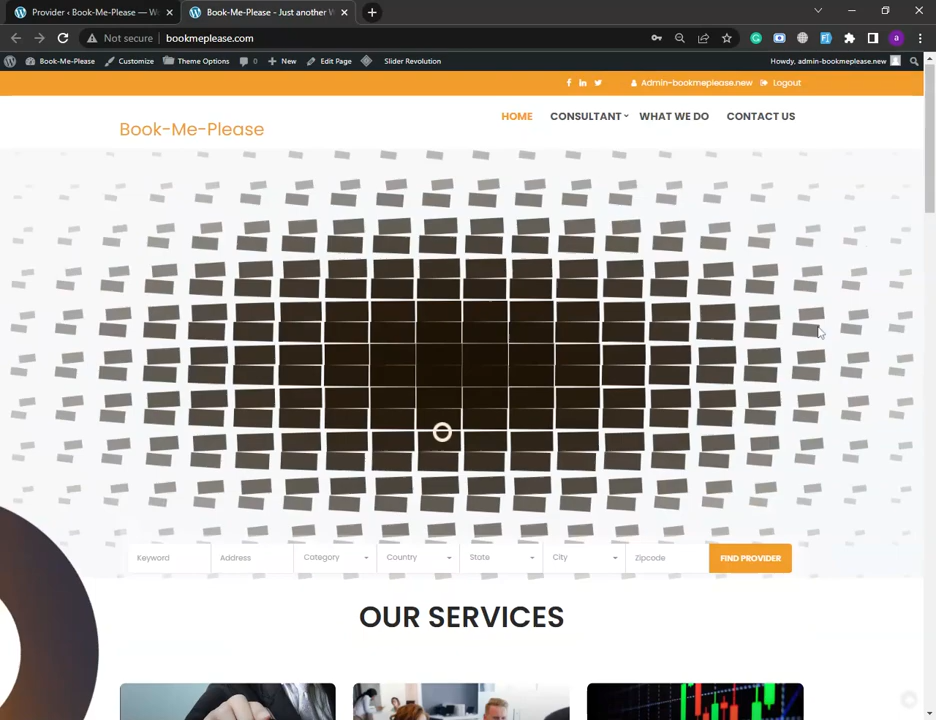 Provider ‹ Book-Me-Please — W
Book-Me-Please - Just another W
Not secure
bookmeplease.com
a
Book-Me-Please
Customize
Theme Options
0
New
Edit Page
Slider Revolution
Howdy, admin-bookmeplease.new
Admin-bookmeplease.new
Logout
Book-Me-Please
HOME
CONSULTANT
WHAT WE DO
CONTACT US
Keyword
Address
Category
Country
State
City
Zipcode
FIND PROVIDER
OUR SERVICES